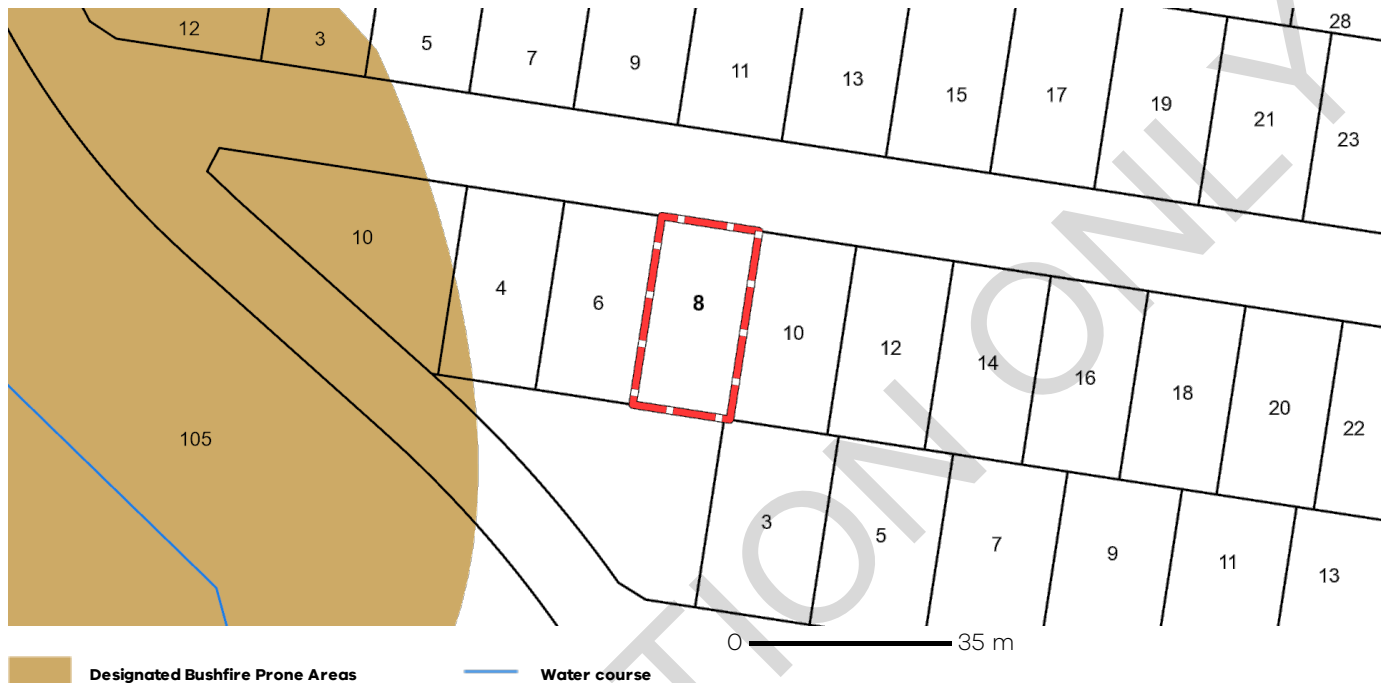 28
12 3 5 7 9 11 13 15 17 19 21 23
10 4 6 8 10 12 14 16 18 20 22
105
3 5 7 9 11 13
0 35 m
Designated Bushfire Prone Areas Water course
TION ONLY